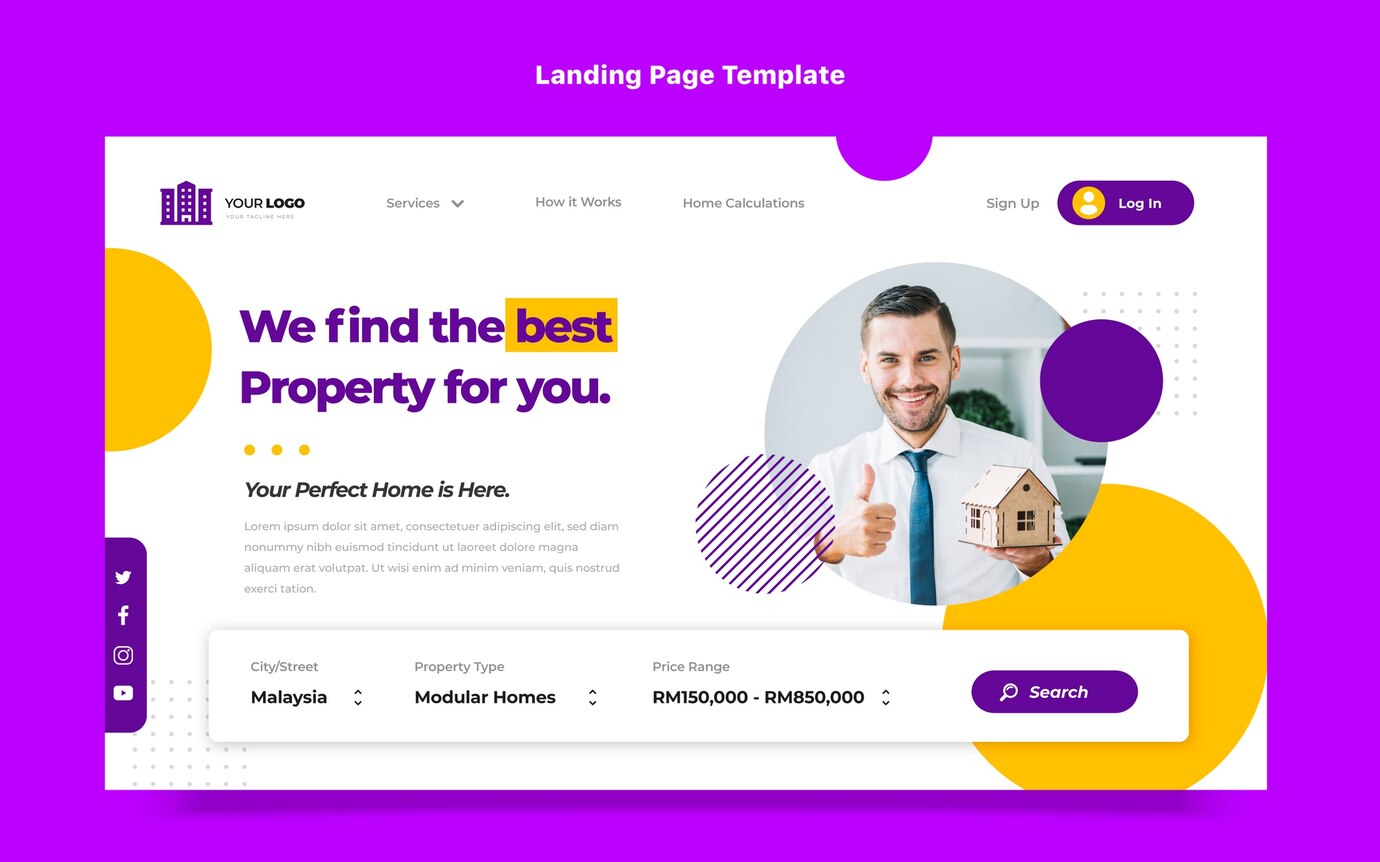 Landing Page Template
YOUR LOGO
YOUR TAGLINE HERE
Services
How it Works
Home Calculations
Sign Up
Log In
We find the best
Property for you.
Your Perfect Home is Here.
Lorem ipsum dolor sit amet, consectetuer adipiscing elit, sed diam
nonummy nibh euismod tincidunt ut laoreet dolore magna
aliquam erat volutpat. Ut wisi enim ad minim veniam, quis nostrud
exerci tation.
City/Street
Malaysia
Property Type
Modular Homes
Price Range
RM150,000 - RM850,000
Search